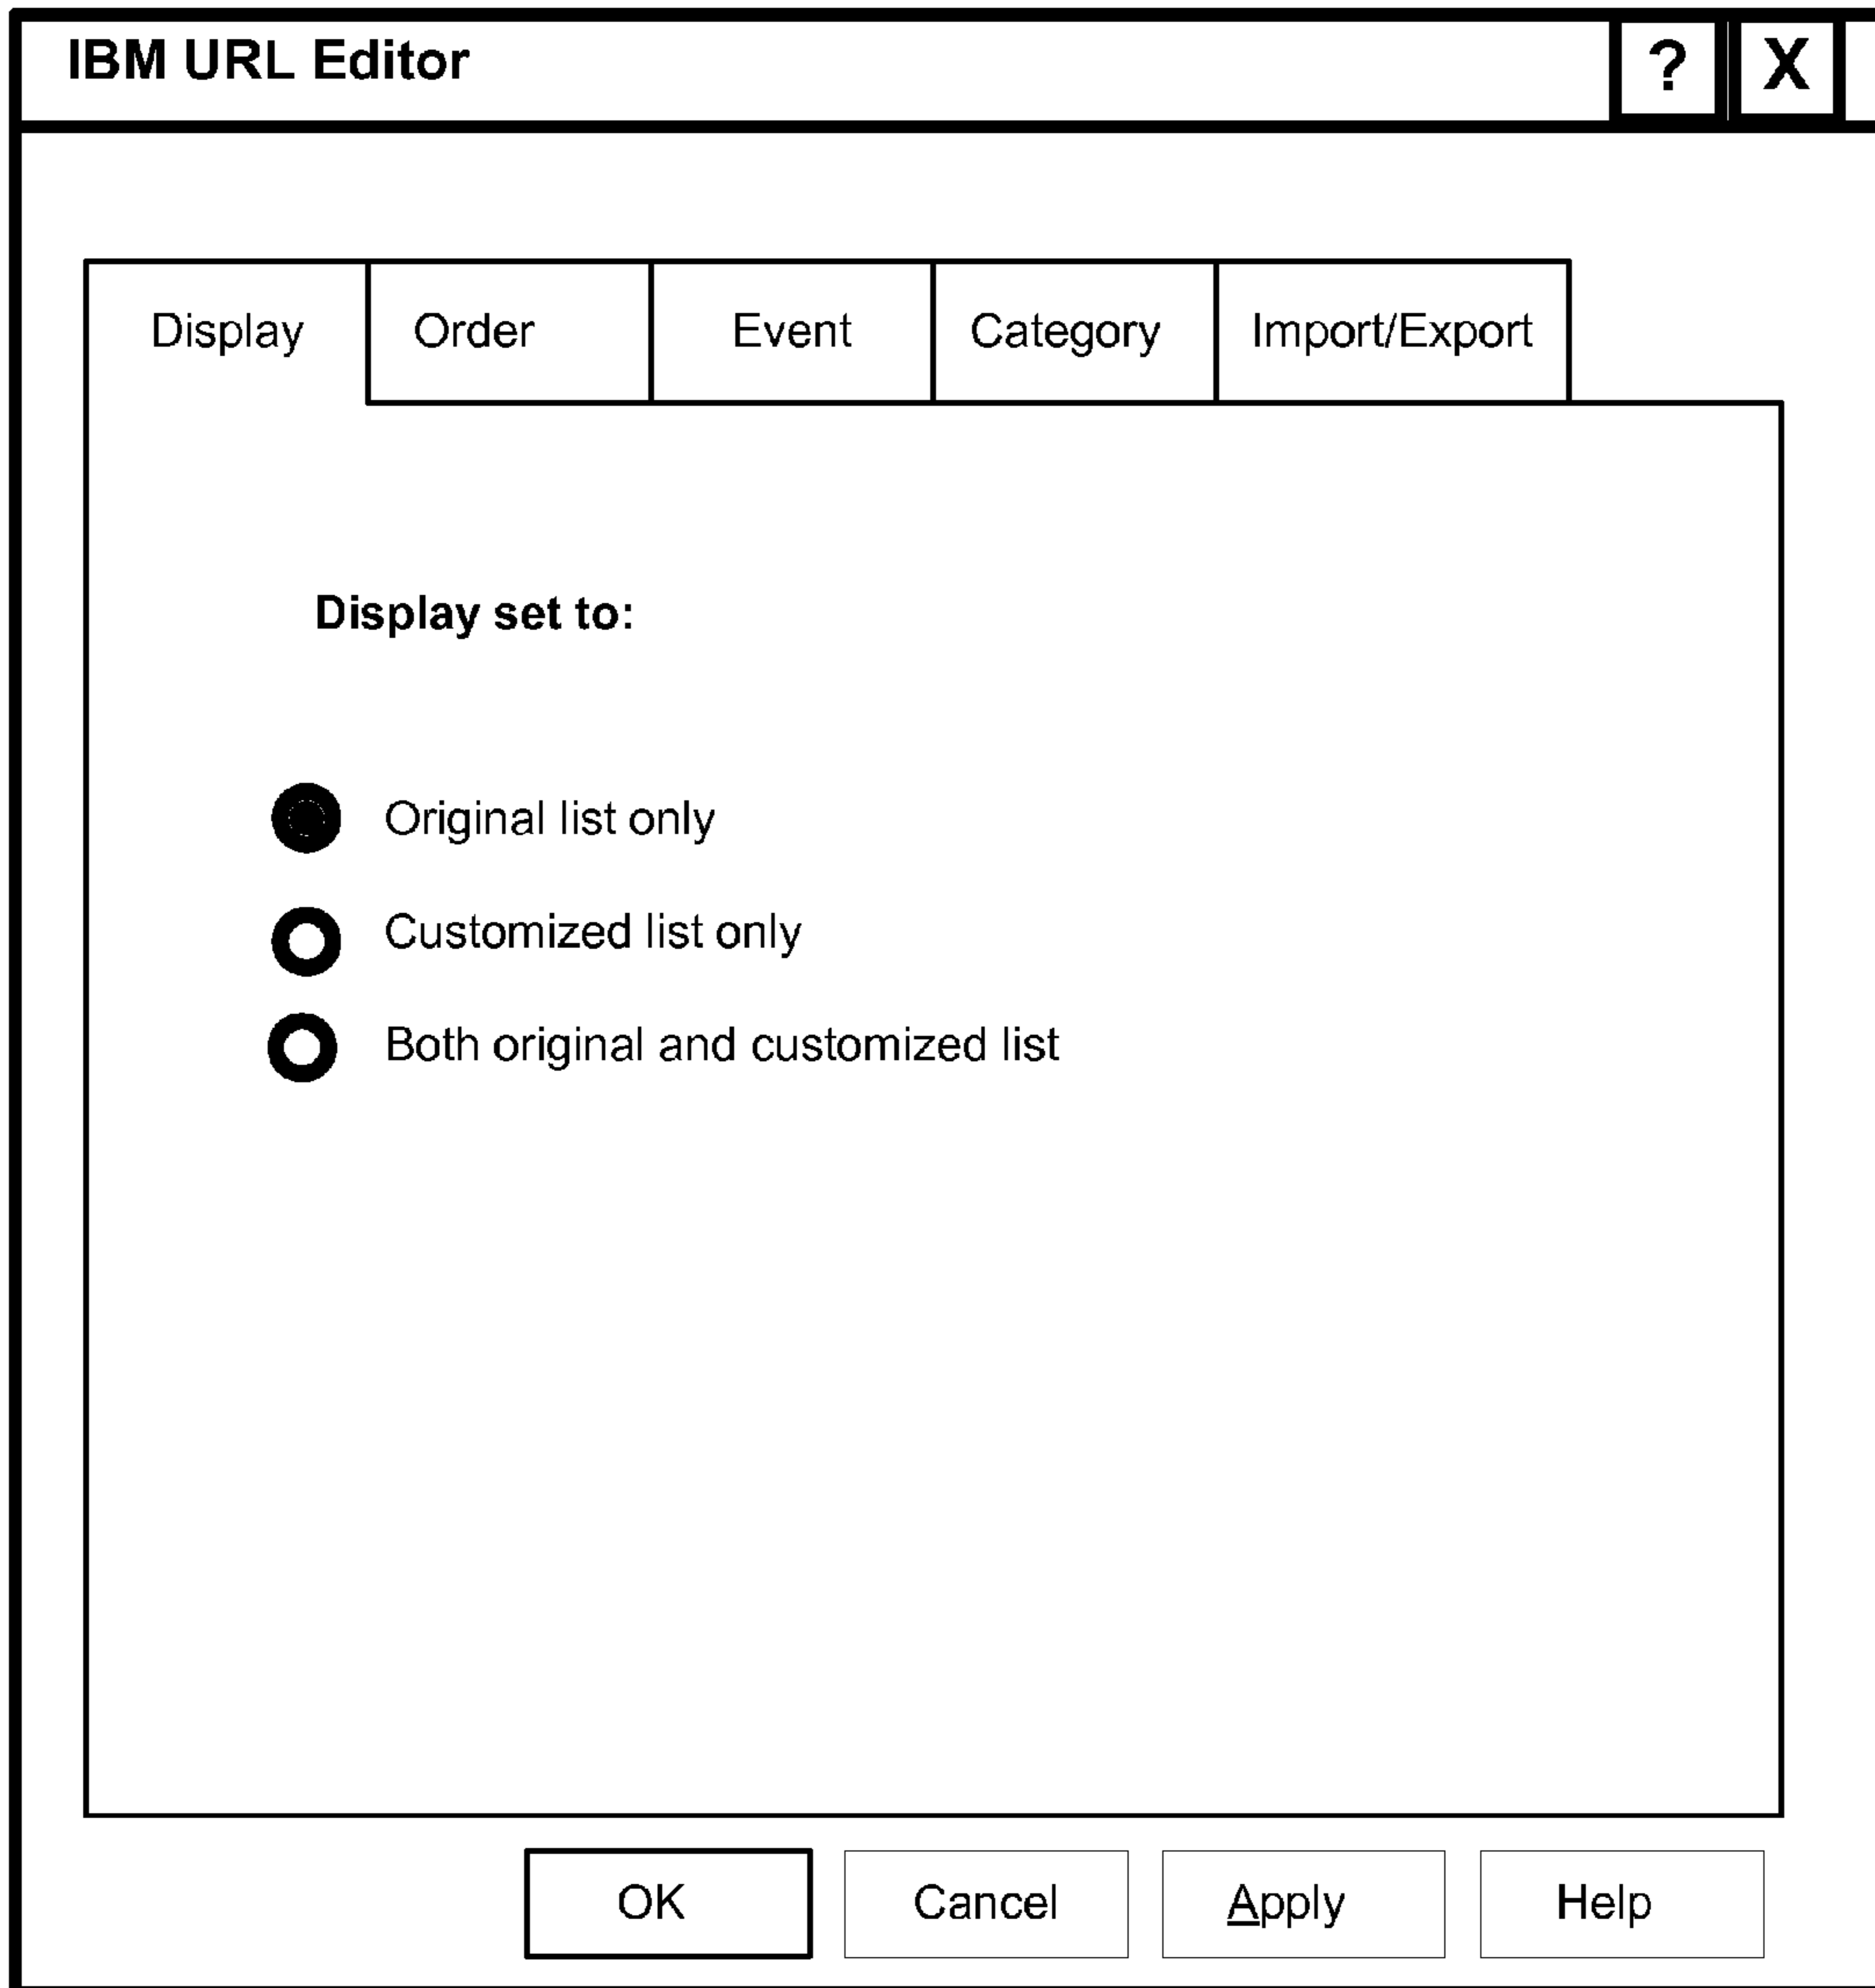 IBM URL Editor ? X
Display Order Event Category Import/Export
Display set to:
Original list only
Customized list only
Both original and customized list
OK Cancel Apply Help